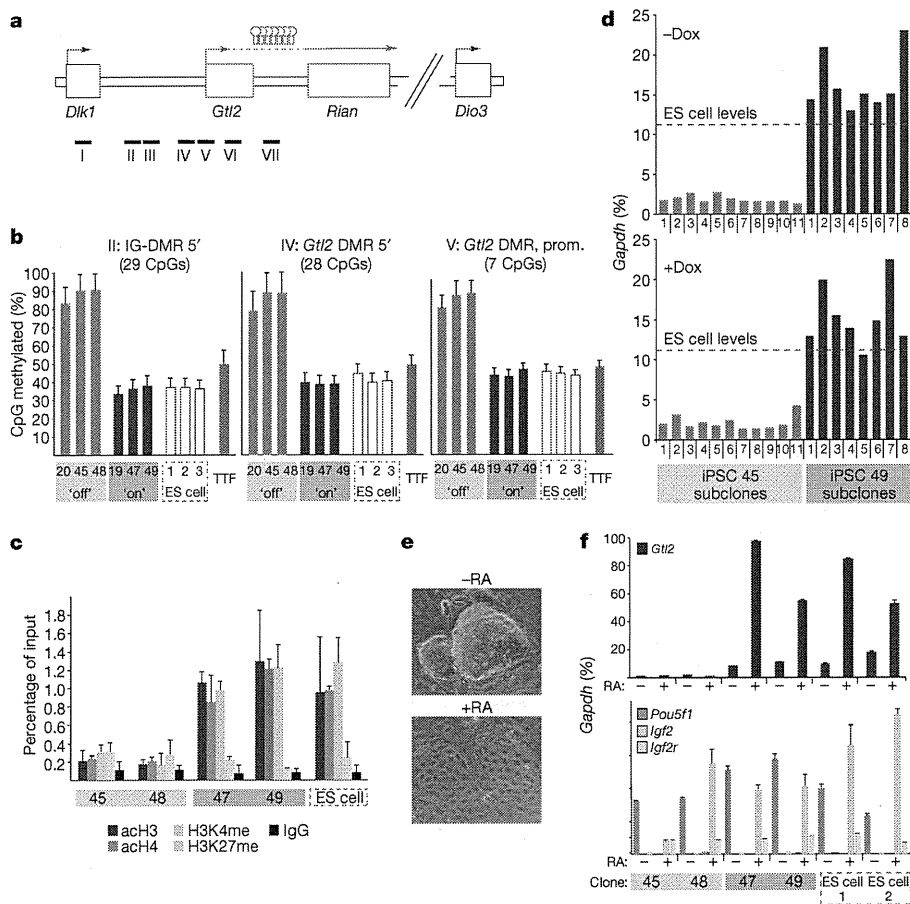 a
Dlk1
Gtl2
Rian
Dio3
I
II
III
IV
V
VI
VII
b
II: IG-DMR 5′
(29 CpGs)
IV: Gtl2 DMR 5′
(28 CpGs)
V: Gtl2 DMR, prom.
(7 CpGs)
CpG methylated (%)
100
90
80
70
60
50
40
30
20
10
20 45 48
19 47 49
1 2 3
TTF
'off'
'on'
ES cell
20 45 48
19 47 49
1 2 3
TTF
'off'
'on'
ES cell
20 45 48
19 47 49
1 2 3
TTF
'off'
'on'
ES cell
c
Percentage of input
1.8
1.6
1.4
1.2
1.0
0.8
0.6
0.4
0.2
45
48
47
49
ES cell
acH3
H3K4me
IgG
acH4
H3K27me
d
–Dox
25
20
15
10
5
0
ES cell levels
1 2 3 4 5 6 7 8 9 10 11 1 2 3 4 5 6 7 8
Gapdh (%)
+Dox
25
20
15
10
5
0
ES cell levels
1 2 3 4 5 6 7 8 9 10 11 1 2 3 4 5 6 7 8
iPSC 45
subclones
iPSC 49
subclones
e
–RA
+RA
f
Gtl2
100
80
60
40
20
RA: – + – + – + – + – + – +
Gapdh (%)
Pou5f1
Igf2
Igf2r
RA: – + – + – + – + – + – +
Clone: 45 48 47 49
ES cell
1
ES cell
2